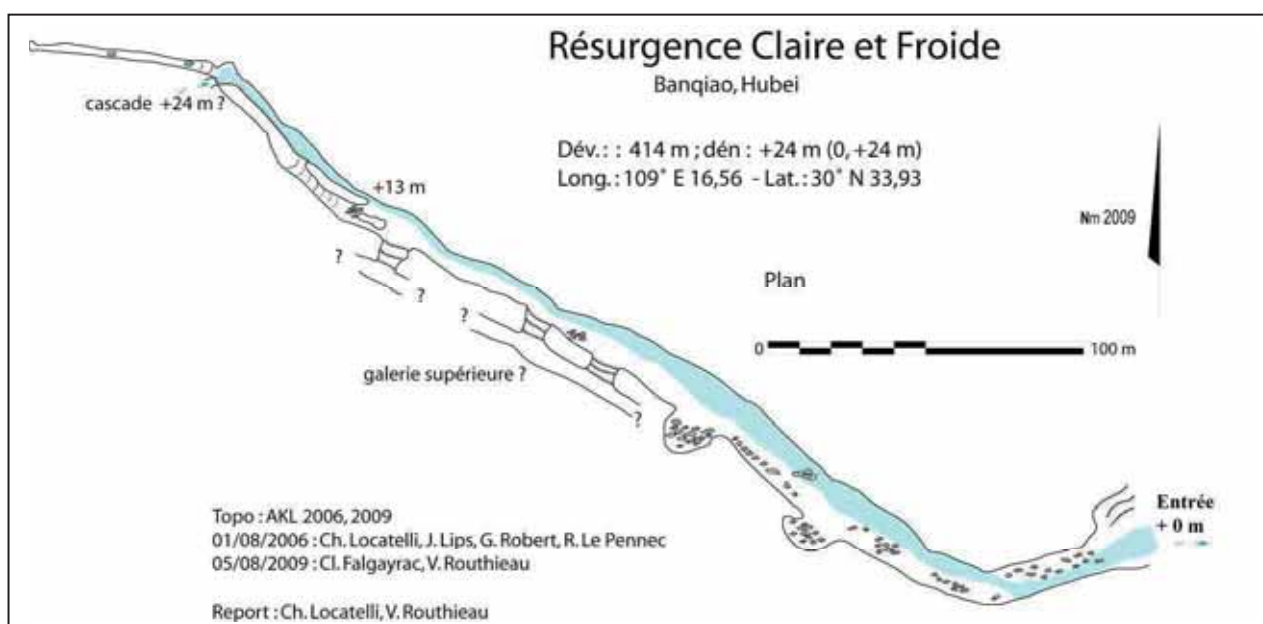 Résurgence Claire et Froide
Banqiao, Hubei
cascade +24 m ?
Dév.: : 414 m ; dén : +24 m (0, +24 m)
Long. : 109° E 16,56 - Lat. : 30° N 33,93
+13 m
Nm 2009
?
?
Plan
?
0
100 m
galerie supérieure ?
?
Entrée
+ 0 m
Topo : AKL 2006, 2009
01/08/2006 : Ch. Locatelli, J. Lips, G. Robert, R. Le Pennec
05/08/2009 : Cl. Falgayrac, V. Routhieau
Report : Ch. Locatelli, V. Routhieau